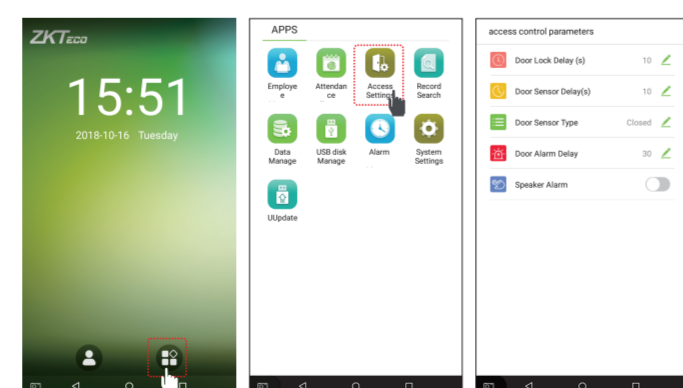 ZKTECO
15:51
2018-10-16 Tuesday
APPS
Employe
e
Attendan
ce
Access
Settings
Record
Search
Data
Manage
USB disk
Manage
Alarm
System
Settings
UUpdate
access control parameters
Door Lock Delay (s) 10
Door Sensor Delay(s) 10
Door Sensor Type Closed
Door Alarm Delay 30
Speaker Alarm